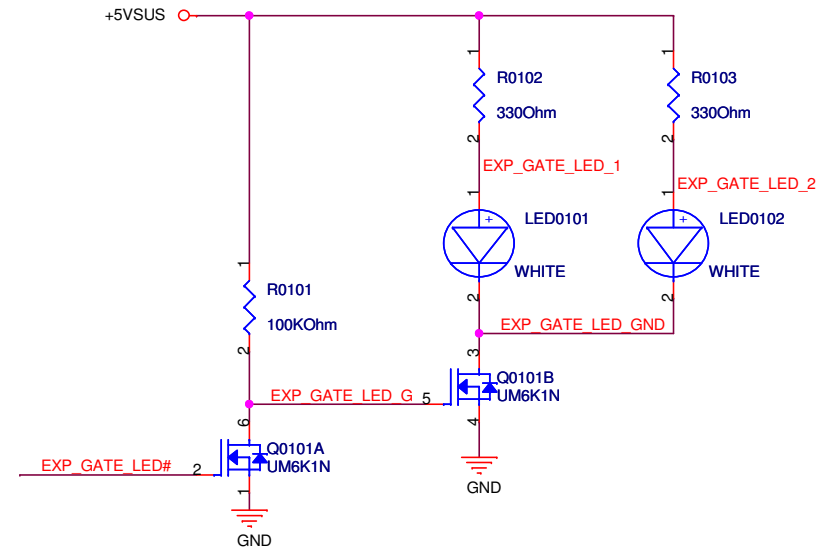 +5VSUS
1
R0102
330Ohm
2
EXP_GATE_LED_1
1
R0103
330Ohm
2
EXP_GATE_LED_2
1
+
LED0101
WHITE
2
1
+
LED0102
WHITE
2
1
R0101
100KOhm
2
EXP_GATE_LED_GND
3
EXP_GATE_LED_G
5
Q0101B
UM6K1N
4
GND
6
EXP_GATE_LED#
2
Q0101A
UM6K1N
1
GND